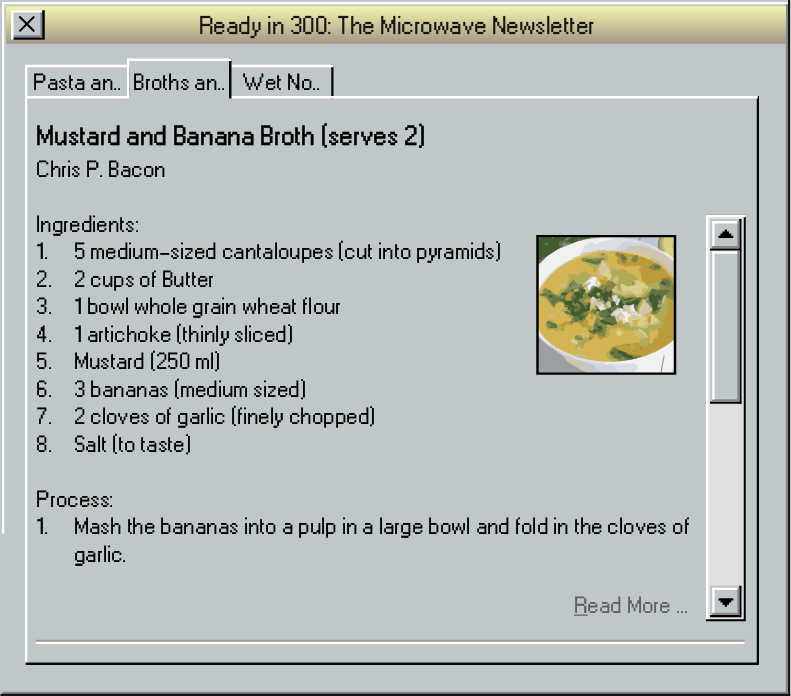 Ready in 300: The Microwave Newsletter
Pasta an.. Broths an.. Wet No..
Mustard and Banana Broth (serves 2)
Chris P. Bacon
Ingredients:
1. 5 medium-sized cantaloupes (cut into pyramids)
2. 2 cups of Butter
3. 1 bowl whole grain wheat flour
4. 1 artichoke (thinly sliced)
5. Mustard (250 ml)
6. 3 bananas (medium sized)
7. 2 cloves of garlic (finely chopped)
8. Salt (to taste)
Process:
1. Mash the bananas into a pulp in a large bowl and fold in the cloves of
garlic.
Read More ...